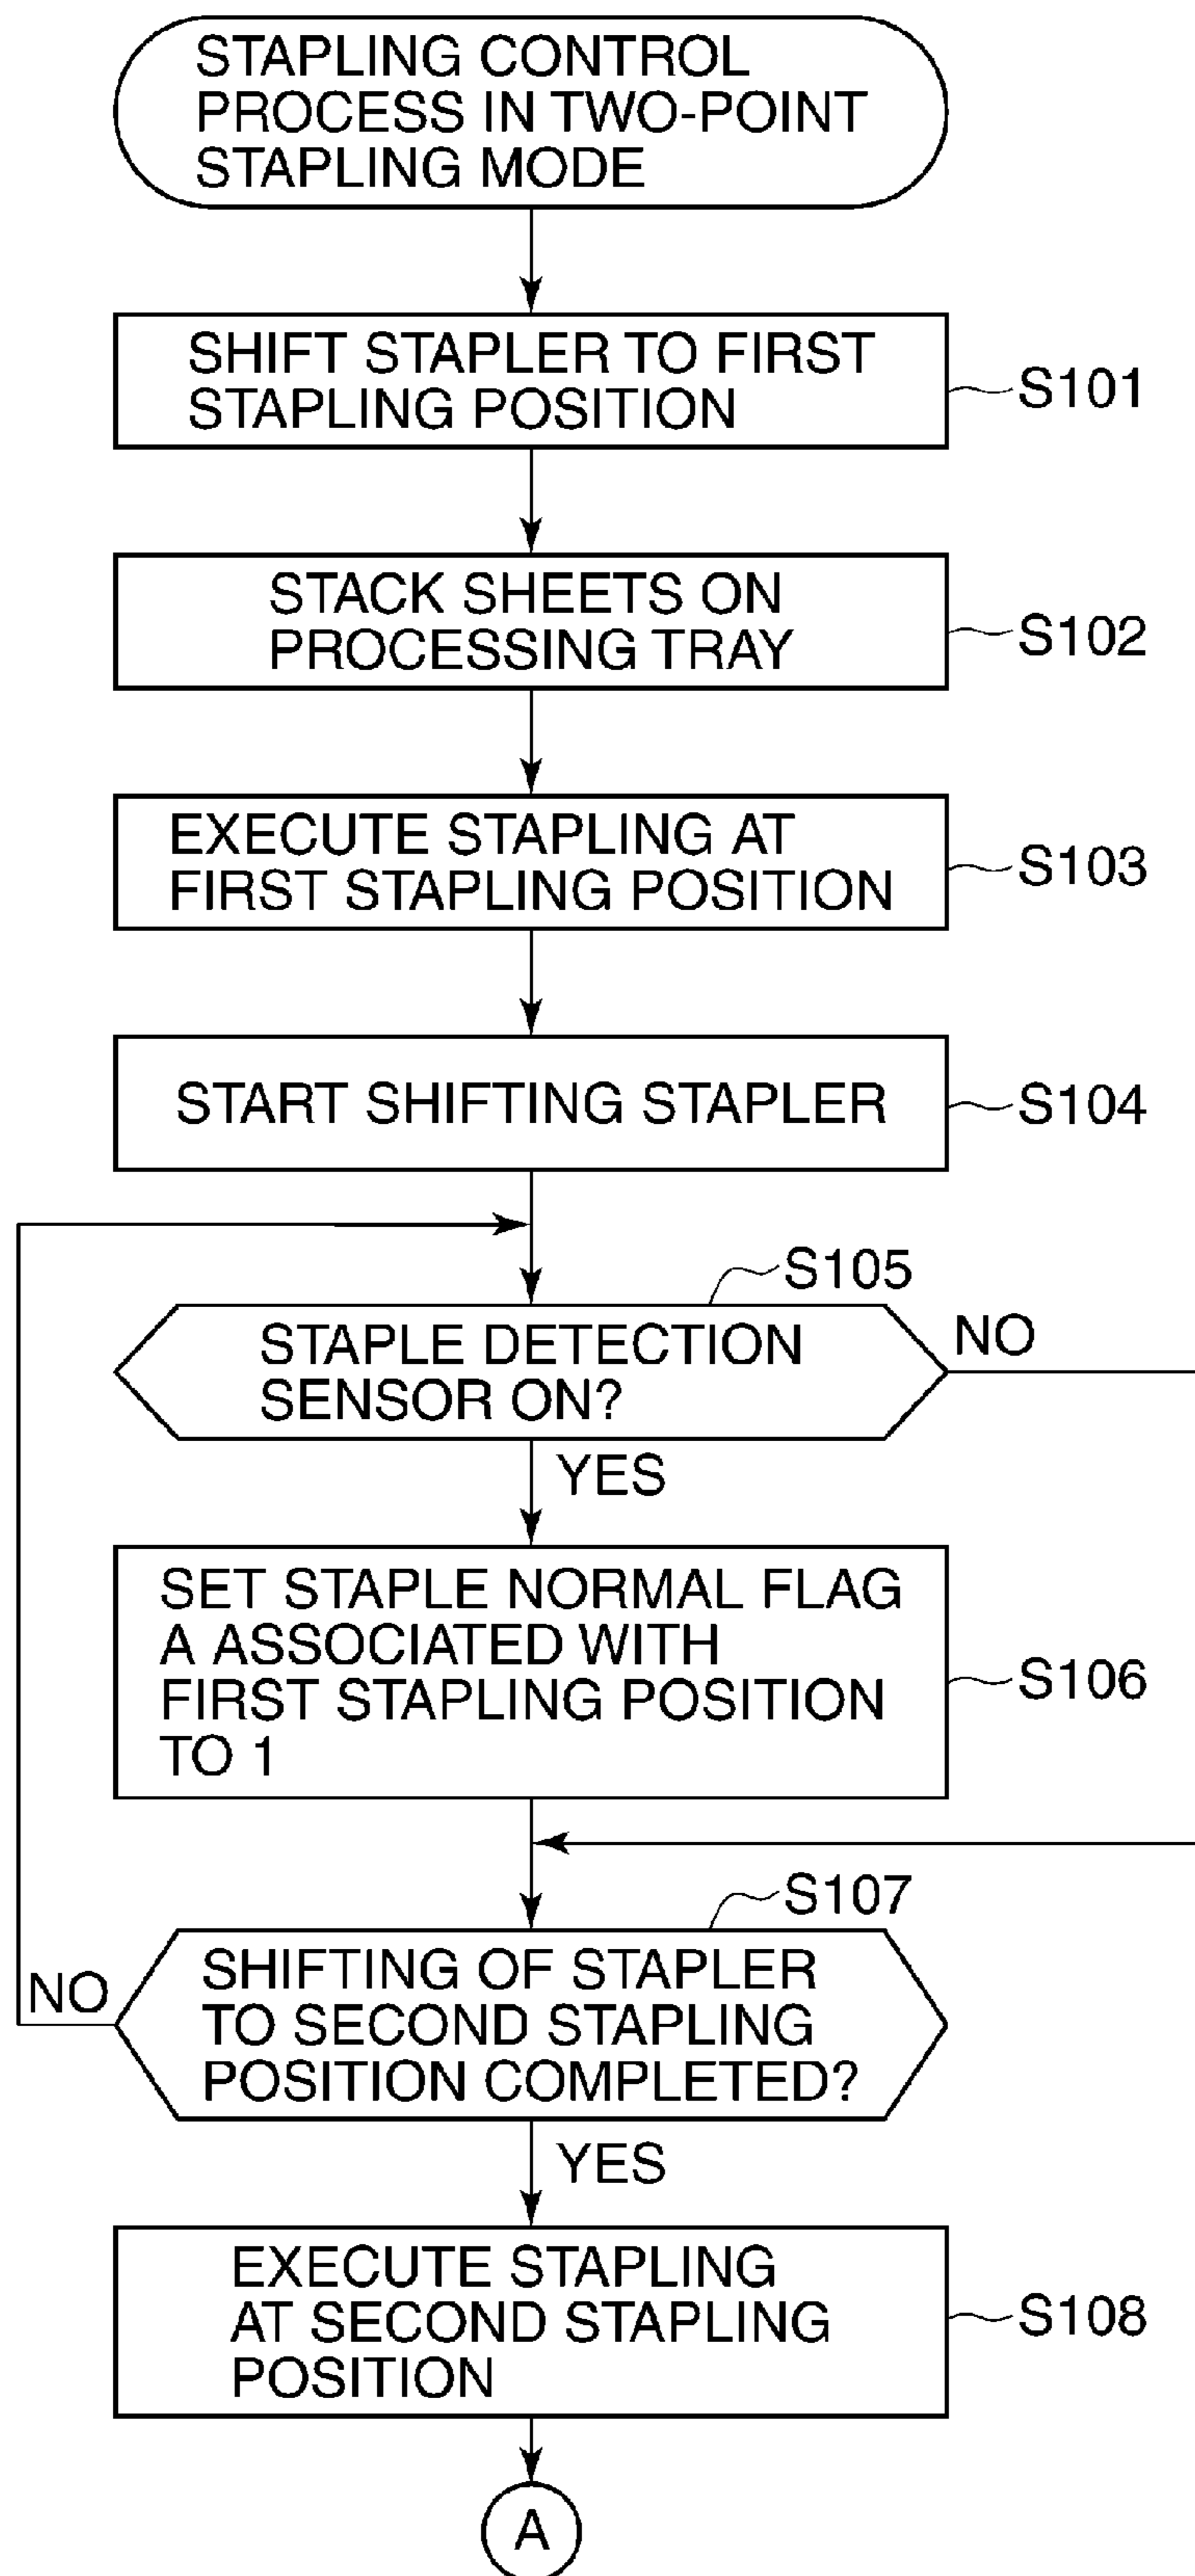 STAPLING CONTROL
PROCESS IN TWO-POINT
STAPLING MODE
SHIFT STAPLER TO FIRST
STAPLING POSITION
S101
STACK SHEETS ON
PROCESSING TRAY
S102
EXECUTE STAPLING AT
FIRST STAPLING POSITION
S103
START SHIFTING STAPLER
S104
S105
STAPLE DETECTION
SENSOR ON?
NO
YES
SET STAPLE NORMAL FLAG
A ASSOCIATED WITH
FIRST STAPLING POSITION
TO 1
S106
S107
SHIFTING OF STAPLER
TO SECOND STAPLING
POSITION COMPLETED?
NO
YES
EXECUTE STAPLING
AT SECOND STAPLING
POSITION
S108
A